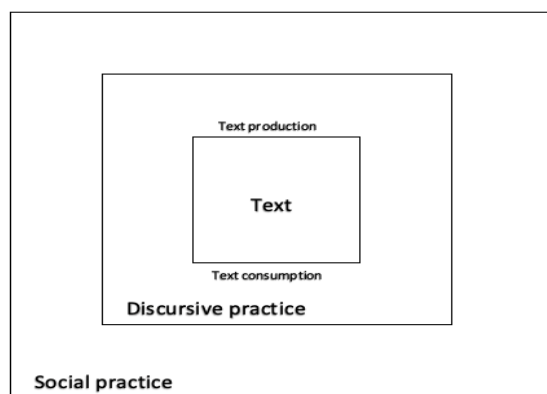 Text production
Text
Text consumption
Discursive practice
Social practice